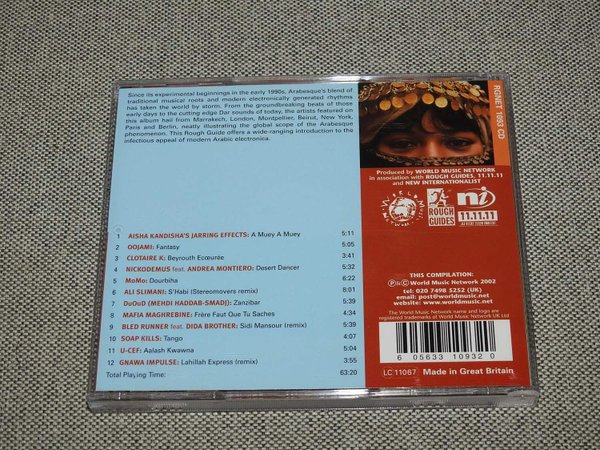 Since its experimental beginnings in the early 1990s, Arabesque's blend of
traditional musical roots and modern electronically generated rhythms
has taken the world by storm. From the groundbreaking beats of those
early days to the cutting edge Dar sounds of today, the artists featured on
this album hail from Marrakech, London, Montpellier, Beirut, New York,
Paris and Berlin, neatly illustrating the global scope of the Arabesque
phenomenon. This Rough Guide offers a wide-ranging introduction to the
infectious appeal of modern Arabic electronica.
1 AISHA KANDISHA'S JARRING EFFECTS: A Muey A Muey 5:11
2 OOJAMI: Fantasy 5:05
3 CLOTAIRE K: Beyrouth Ecœurée 3:41
4 NICKODEMUS feat. ANDREA MONTIERO: Desert Dancer 6:22
5 MoMo: Dourbiha 6:22
6 ALI SLIMANI: S'Habi (Stereomovers remix) 8:01
7 DuOuD (MEHDI HADDAB-SMADJ): Zanzibar
8 MAFIA MAGHREBINE: Frère Faut Que Tu Saches
9 BLED RUNNER feat. DIDA BROTHER: Sidi Mansour (remix)
10 SOAP KILLS: Tango 4:47
11 U-CEF: Aalash Kwawna 5:04
12 GNAWA IMPULSE: Lahillah Express (remix) 3:55
Total Playing Time: 63:20
RGNET 1093 CD
Produced by WORLD MUSIC NETWORK
in association with ROUGH GUIDES, 11.11.11
and NEW INTERNATIONALIST
ROUGH
GUIDES
ni
11.11.11
THIS COMPILATION:
℗&© World Music Network 2002
tel: 020 7498 5252 (UK)
email: post@worldmusic.net
www.worldmusic.net
The World Music Network name and logo are
registered trademarks of World Music Network UK Ltd
6 05633 10932 0
LC 11067 Made in Great Britain